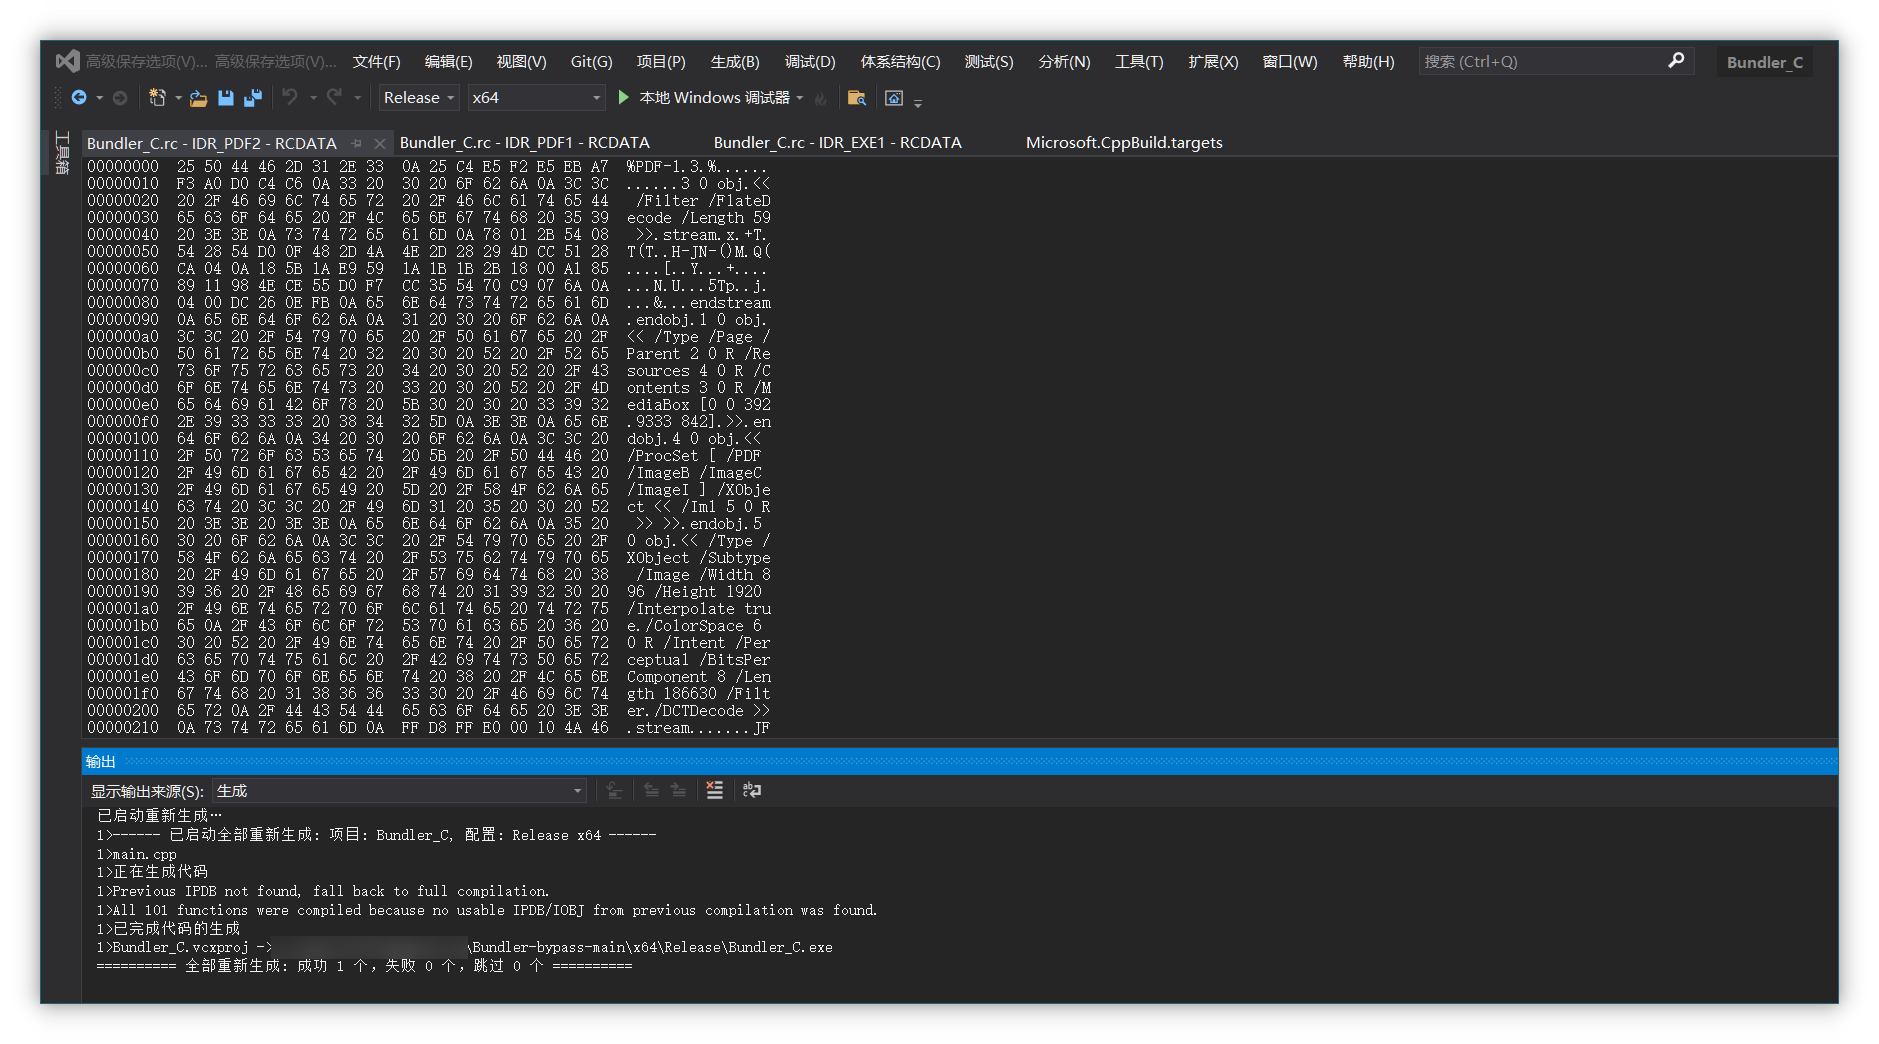 高级保存选项(V)... 高级保存选项(V)... 文件(F) 编辑(E) 视图(V) Git(G) 项目(P) 生成(B) 调试(D) 体系结构(C) 测试(S) 分析(N) 工具(T) 扩展(X) 窗口(W) 帮助(H) 搜索 (Ctrl+Q) Bundler_C
Release x64 本地 Windows 调试器
工具箱
Bundler_C.rc - IDR_PDF2 - RCDATA Bundler_C.rc - IDR_PDF1 - RCDATA Bundler_C.rc - IDR_EXE1 - RCDATA Microsoft.CppBuild.targets
00000000 25 50 44 46 2D 31 2E 33 0A 25 C4 E5 F2 E5 EB A7 %PDF-1.3.%......
00000010 F3 A0 D0 C4 C6 0A 33 20 30 20 6F 62 6A 0A 3C 3C ......3 0 obj.<<
00000020 20 2F 46 69 6C 74 65 72 20 2F 46 6C 61 74 65 44 /Filter /FlateD
00000030 65 63 6F 64 65 20 2F 4C 65 6E 67 74 68 20 35 39 ecode /Length 59
00000040 20 3E 3E 0A 73 74 72 65 61 6D 0A 78 01 2B 54 08 >>.stream.x.+T.
00000050 54 28 54 D0 0F 48 2D 4A 4E 2D 28 29 4D CC 51 28 T(T..H-JN-()M.Q(
00000060 CA 04 0A 18 5B 1A E9 59 1A 1B 1B 2B 18 00 A1 85 ....[..Y...+....
00000070 89 11 98 4E CE 55 D0 F7 CC 35 54 70 C9 07 6A 0A ...N.U...5Tp..j.
00000080 04 00 DC 26 0E FB 0A 65 6E 64 73 74 72 65 61 6D ...&...endstream
00000090 0A 65 6E 64 6F 62 6A 0A 31 20 30 20 6F 62 6A 0A .endobj.1 0 obj.
000000a0 3C 3C 20 2F 54 79 70 65 20 2F 50 61 67 65 20 2F << /Type /Page /
000000b0 50 61 72 65 6E 74 20 32 20 30 20 52 20 2F 52 65 Parent 2 0 R /Re
000000c0 73 6F 75 72 63 65 73 20 34 20 30 20 52 20 2F 43 sources 4 0 R /C
000000d0 6F 6E 74 65 6E 74 73 20 33 20 30 20 52 20 2F 4D ontents 3 0 R /M
000000e0 65 64 69 61 42 6F 78 20 5B 30 20 30 20 33 39 32 ediaBox [0 0 392
000000f0 2E 39 33 33 33 20 38 34 32 5D 0A 3E 3E 0A 65 6E .9333 842].>>.en
00000100 64 6F 62 6A 0A 34 20 30 20 6F 62 6A 0A 3C 3C 20 dobj.4 0 obj.<<
00000110 2F 50 72 6F 63 53 65 74 20 5B 20 2F 50 44 46 20 /ProcSet [ /PDF
00000120 2F 49 6D 61 67 65 42 20 2F 49 6D 61 67 65 43 20 /ImageB /ImageC
00000130 2F 49 6D 61 67 65 49 20 5D 20 2F 58 4F 62 6A 65 /ImageI ] /XObje
00000140 63 74 20 3C 3C 20 2F 49 6D 31 20 35 20 30 20 52 ct << /Im1 5 0 R
00000150 20 3E 3E 20 3E 3E 0A 65 6E 64 6F 62 6A 0A 35 20 >> >>.endobj.5
00000160 30 20 6F 62 6A 0A 3C 3C 20 2F 54 79 70 65 20 2F 0 obj.<< /Type /
00000170 58 4F 62 6A 65 63 74 20 2F 53 75 62 74 79 70 65 XObject /Subtype
00000180 20 2F 49 6D 61 67 65 20 2F 57 69 64 74 68 20 38 /Image /Width 8
00000190 39 36 20 2F 48 65 69 67 68 74 20 31 39 32 30 20 96 /Height 1920
000001a0 2F 49 6E 74 65 72 70 6F 6C 61 74 65 20 74 72 75 /Interpolate tru
000001b0 65 0A 2F 43 6F 6C 6F 72 53 70 61 63 65 20 36 20 e./ColorSpace 6
000001c0 30 20 52 20 2F 49 6E 74 65 6E 74 20 2F 50 65 72 0 R /Intent /Per
000001d0 63 65 70 74 75 61 6C 20 2F 42 69 74 73 50 65 72 ceptual /BitsPer
000001e0 43 6F 6D 70 6F 6E 65 6E 74 20 38 20 2F 4C 65 6E Component 8 /Len
000001f0 67 74 68 20 31 38 36 36 33 30 20 2F 46 69 6C 74 gth 186630 /Filt
00000200 65 72 0A 2F 44 43 54 44 65 63 6F 64 65 20 3E 3E er./DCTDecode >>
00000210 0A 73 74 72 65 61 6D 0A FF D8 FF E0 00 10 4A 46 .stream.......JF
输出
显示输出来源(S): 生成
已启动重新生成…
1>------ 已启动全部重新生成: 项目: Bundler_C, 配置: Release x64 ------
1>main.cpp
1>正在生成代码
1>Previous IPDB not found, fall back to full compilation.
1>All 101 functions were compiled because no usable IPDB/IOBJ from previous compilation was found.
1>已完成代码的生成
1>Bundler_C.vcxproj -> \Bundler-bypass-main\x64\Release\Bundler_C.exe
========== 全部重新生成: 成功 1 个，失败 0 个，跳过 0 个 ==========